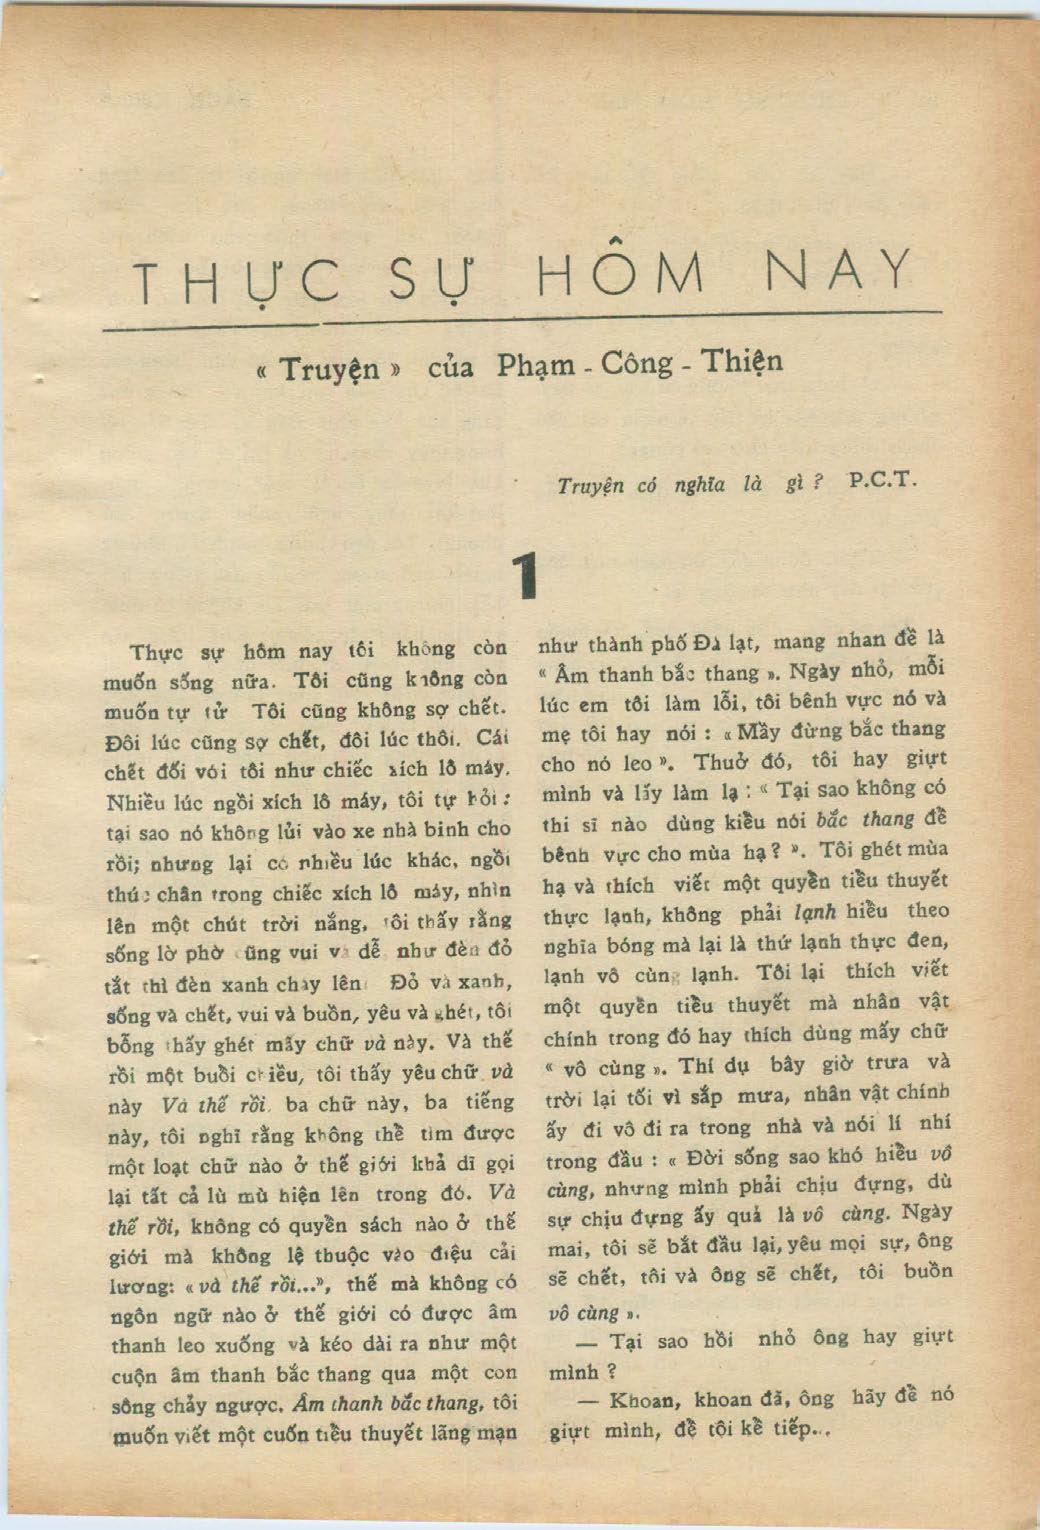 THỰC SỰ HÔM NAY
« Truyện » của Phạm - Công - Thiện
Truyện có nghĩa là gì ? P.C.T.
1
Thực sự hôm nay tôi không còn
muốn sống nữa. Tôi cũng không còn
muốn tự tử Tôi cũng không sợ chết.
Đôi lúc cũng sợ chết, đôi lúc thôi. Cái
chết đối với tôi như chiếc xích lô máy.
Nhiều lúc ngồi xích lô máy, tôi tự hỏi :
tại sao nó không lủi vào xe nhà binh cho
rồi; nhưng lại có nhiều lúc khác, ngồi
thúc chân trong chiếc xích lô máy, nhìn
lên một chút trời nắng, tôi thấy rằng
sống lờ phờ cũng vui và dễ như đèn đỏ
tắt thì đèn xanh chạy lên. Đỏ và xanh,
sống và chết, vui và buồn, yêu và ghét, tôi
bỗng thấy ghét mấy chữ và này. Và thế
rồi một buổi chiều, tôi thấy yêu chữ và
này Và thế rồi, ba chữ này, ba tiếng
này, tôi nghĩ rằng không thể tìm được
một loạt chữ nào ở thế giới khả dĩ gọi
lại tất cả lù mù hiện lên trong đó. Và
thế rồi, không có quyển sách nào ở thế
giới mà không lệ thuộc vào điệu cải
lương: « và thế rồi...», thế mà không có
ngôn ngữ nào ở thế giới có được âm
thanh leo xuống và kéo dài ra như một
cuộn âm thanh bắc thang qua một con
sông chảy ngược. Âm thanh bắc thang, tôi
muốn viết một cuốn tiểu thuyết lãng mạn
như thành phố Đà lạt, mang nhan đề là
« Âm thanh bắc thang ». Ngày nhỏ, mỗi
lúc em tôi làm lỗi, tôi bênh vực nó và
mẹ tôi hay nói : « Mầy đừng bắc thang
cho nó leo ». Thuở đó, tôi hay giựt
mình và lấy làm lạ : « Tại sao không có
thi sĩ nào dùng kiểu nói bắc thang để
bênh vực cho mùa hạ ? ». Tôi ghét mùa
hạ và thích viết một quyển tiểu thuyết
thực lạnh, không phải lạnh hiểu theo
nghĩa bóng mà lại là thứ lạnh thực đen,
lạnh vô cùng lạnh. Tôi lại thích viết
một quyển tiểu thuyết mà nhân vật
chính trong đó hay thích dùng mấy chữ
« vô cùng ». Thí dụ bây giờ trưa và
trời lại tối vì sắp mưa, nhân vật chính
ấy đi vô đi ra trong nhà và nói lí nhí
trong đầu : « Đời sống sao khó hiểu vô
cùng, nhưng mình phải chịu đựng, dù
sự chịu đựng ấy quả là vô cùng. Ngày
mai, tôi sẽ bắt đầu lại, yêu mọi sự, ông
sẽ chết, tôi và ông sẽ chết, tôi buồn
vô cùng ».
— Tại sao hồi nhỏ ông hay giựt
mình ?
— Khoan, khoan đã, ông hãy để nó
giựt mình, để tôi kể tiếp...